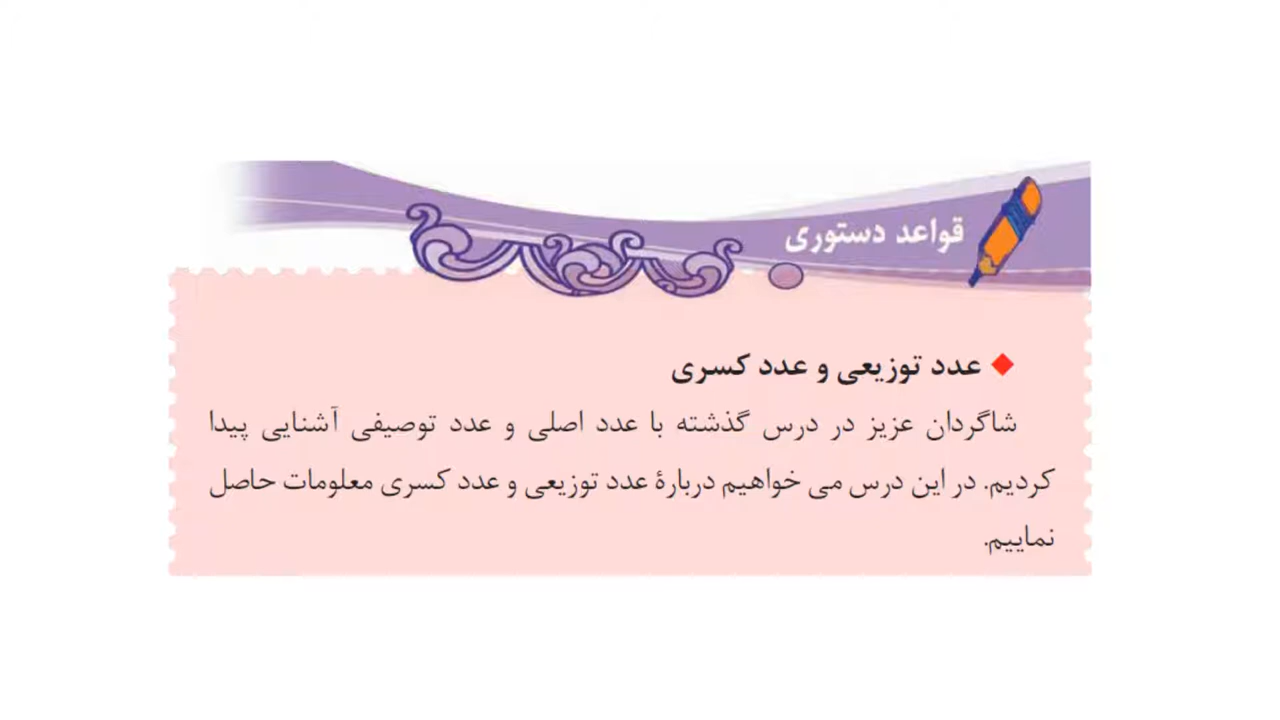 قواعد دستوری
عدد توزیعی و عدد کسری
شاگردان عزیز در درس گذشته با عدد اصلی و عدد توصیفی آشنایی پیدا
کردیم. در این درس می خواهیم دربارۀ عدد توزیعی و عدد کسری معلومات حاصل
نماییم.